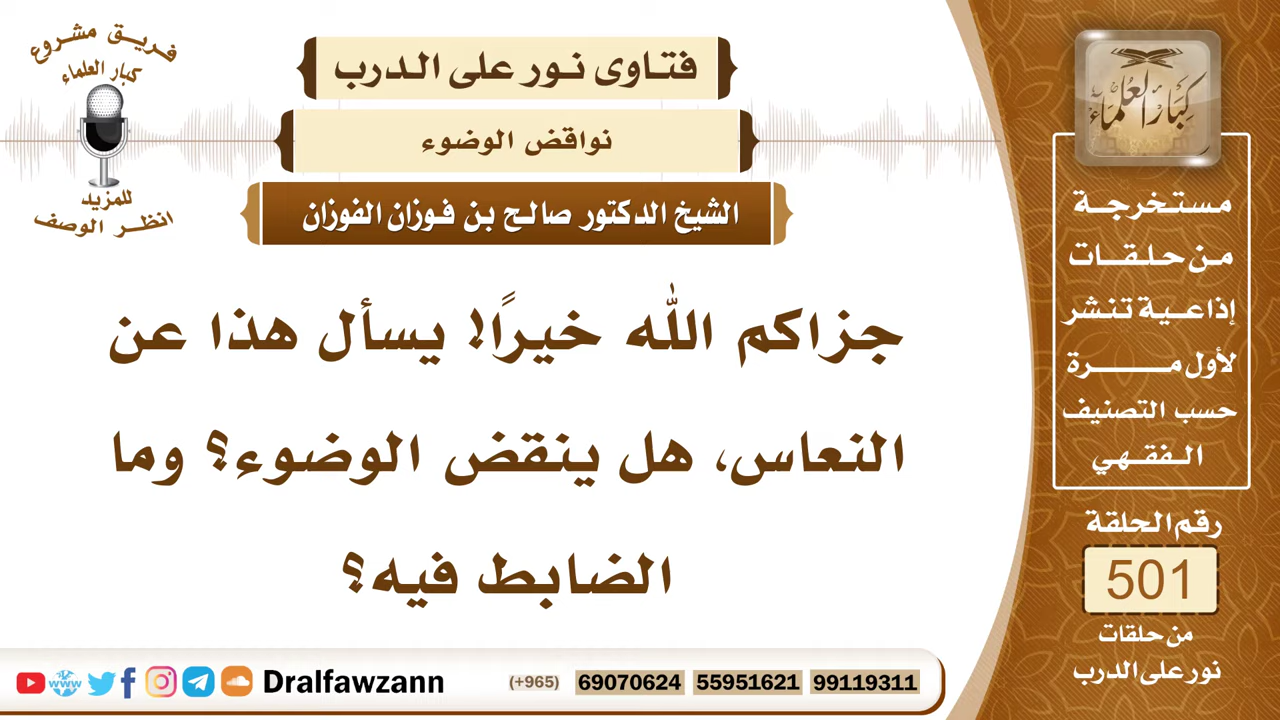 فريق مشروع
كبار العلماء
للمزيد
انظر الوصف
فتاوى نور على الدرب
نواقض الوضوء
الشيخ الدكتور صالح بن فوزان الفوزان
جزاكم الله خيرًا! يسأل هذا عن
النعاس، هل ينقض الوضوء؟ وما
الضابط فيه؟
كبار العلماء
مستخرجة
من حلقات
إذاعية تنشر
لأول مرة
حسب التصنيف
الفقهي
رقم الحلقة
501
من حلقات
نور على الدرب
www Dralfawzann (+965) 69070624 55951621 99119311